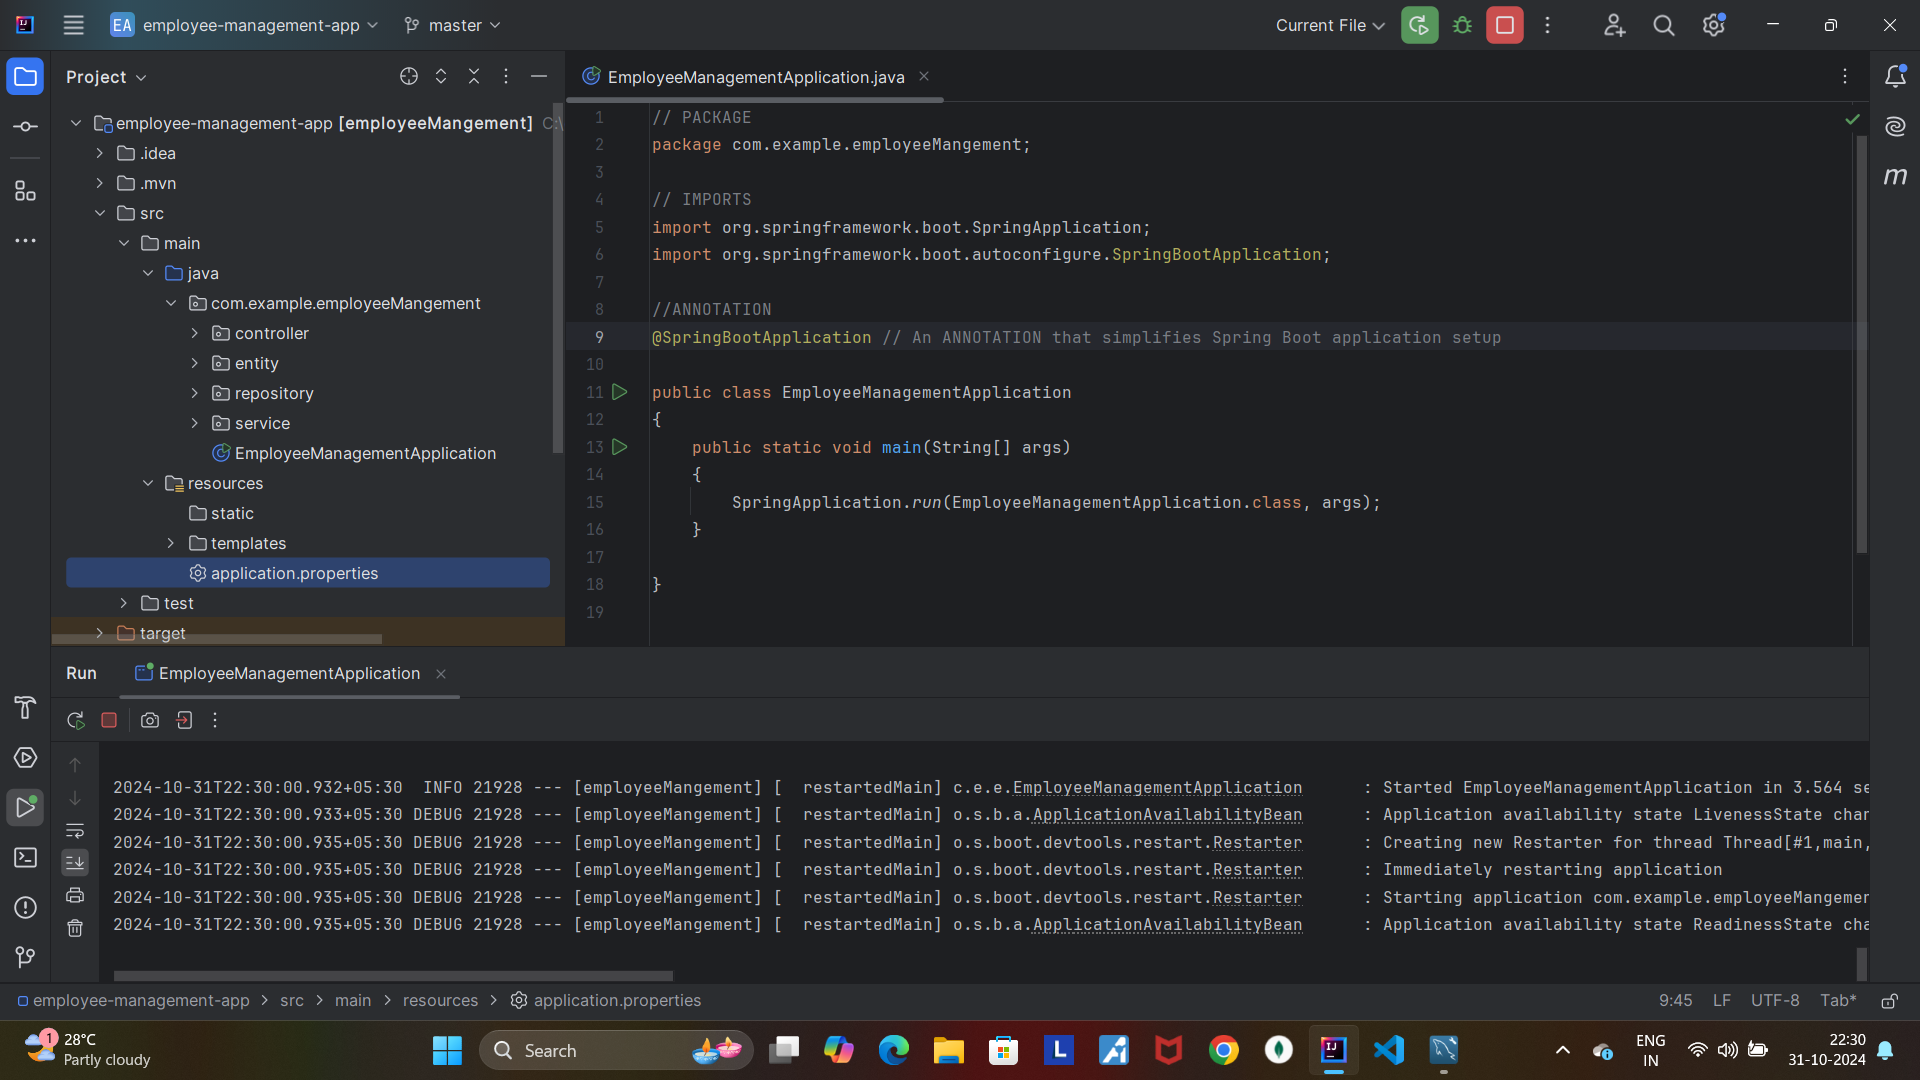 EA employee-management-app master Current File
Project
employee-management-app [employeeMangement] C:\
.idea
.mvn
src
main
java
com.example.employeeMangement
controller
entity
repository
service
EmployeeManagementApplication
resources
static
templates
application.properties
test
target
EmployeeManagementApplication.java
1 // PACKAGE
2 package com.example.employeeMangement;
3
4 // IMPORTS
5 import org.springframework.boot.SpringApplication;
6 import org.springframework.boot.autoconfigure.SpringBootApplication;
7
8 //ANNOTATION
9 @SpringBootApplication // An ANNOTATION that simplifies Spring Boot application setup
10
11 public class EmployeeManagementApplication
12 {
13 public static void main(String[] args)
14 {
15 SpringApplication.run(EmployeeManagementApplication.class, args);
16 }
17
18 }
19
m
Run EmployeeManagementApplication
2024-10-31T22:30:00.932+05:30 INFO 21928 --- [employeeMangement] [ restartedMain] c.e.e.EmployeeManagementApplication : Started EmployeeManagementApplication in 3.564 se
2024-10-31T22:30:00.933+05:30 DEBUG 21928 --- [employeeMangement] [ restartedMain] o.s.b.a.ApplicationAvailabilityBean : Application availability state LivenessState chan
2024-10-31T22:30:00.935+05:30 DEBUG 21928 --- [employeeMangement] [ restartedMain] o.s.boot.devtools.restart.Restarter : Creating new Restarter for thread Thread[#1,main,
2024-10-31T22:30:00.935+05:30 DEBUG 21928 --- [employeeMangement] [ restartedMain] o.s.boot.devtools.restart.Restarter : Immediately restarting application
2024-10-31T22:30:00.935+05:30 DEBUG 21928 --- [employeeMangement] [ restartedMain] o.s.boot.devtools.restart.Restarter : Starting application com.example.employeeMangemen
2024-10-31T22:30:00.935+05:30 DEBUG 21928 --- [employeeMangement] [ restartedMain] o.s.b.a.ApplicationAvailabilityBean : Application availability state ReadinessState cha
employee-management-app > src > main > resources > application.properties 9:45 LF UTF-8 Tab*
1 28°C
Partly cloudy
Search
L
IJ
ENG
IN
22:30
31-10-2024